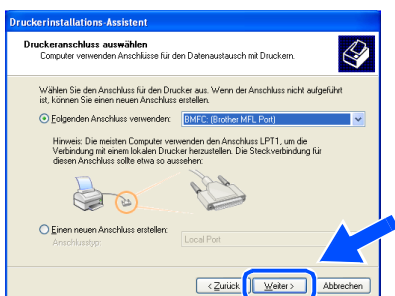 Druckerinstallations-Assistent
Druckeranschluss auswählen
Computer verwenden Anschlüsse für den Datenaustausch mit Druckern.
Wählen Sie den Anschluss für den Drucker aus. Wenn der Anschluss nicht aufgeführt
ist, können Sie einen neuen Anschluss erstellen.
Folgenden Anschluss verwenden: BMFC: (Brother MFL Port)
Hinweis: Die meisten Computer verwenden den Anschluss LPT1, um die
Verbindung mit einem lokalen Drucker herzustellen. Die Steckverbindung für
diesen Anschluss sollte etwa so aussehen:
Einen neuen Anschluss erstellen:
Anschlusstyp: Local Port
< Zurück Weiter > Abbrechen